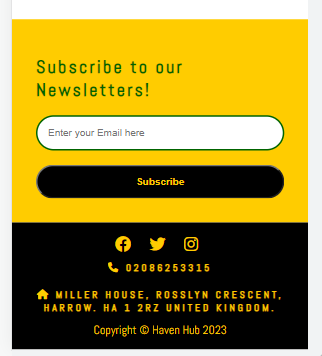 Subscribe to our
Newsletters!
Enter your Email here
Subscribe
02086253315
MILLER HOUSE, ROSSLYN CRESCENT,
HARROW. HA 1 2RZ UNITED KINGDOM.
Copyright © Haven Hub 2023